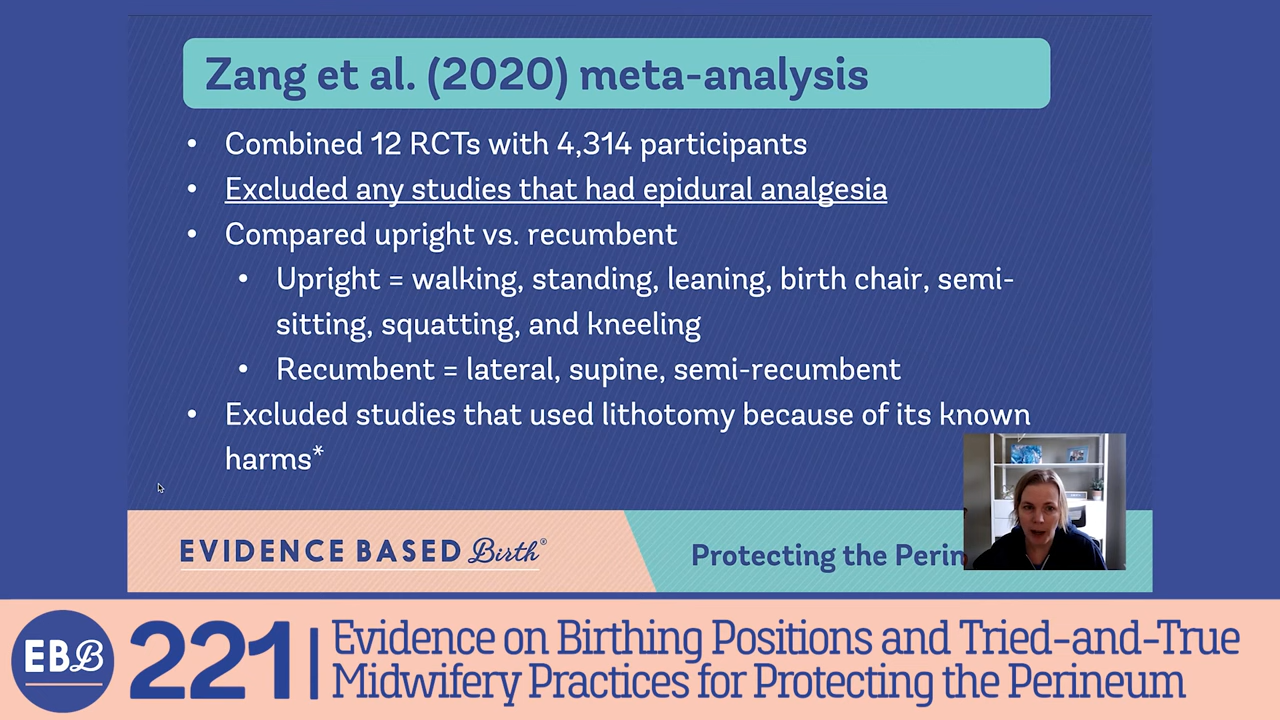 Zang et al. (2020) meta-analysis
• Combined 12 RCTs with 4,314 participants
• Excluded any studies that had epidural analgesia
• Compared upright vs. recumbent
• Upright = walking, standing, leaning, birth chair, semi-
sitting, squatting, and kneeling
• Recumbent = lateral, supine, semi-recumbent
• Excluded studies that used lithotomy because of its known
harms*
EVIDENCE BASED Birth®
Protecting the Perin
EBB
221 | Evidence on Birthing Positions and Tried-and-True
Midwifery Practices for Protecting the Perineum